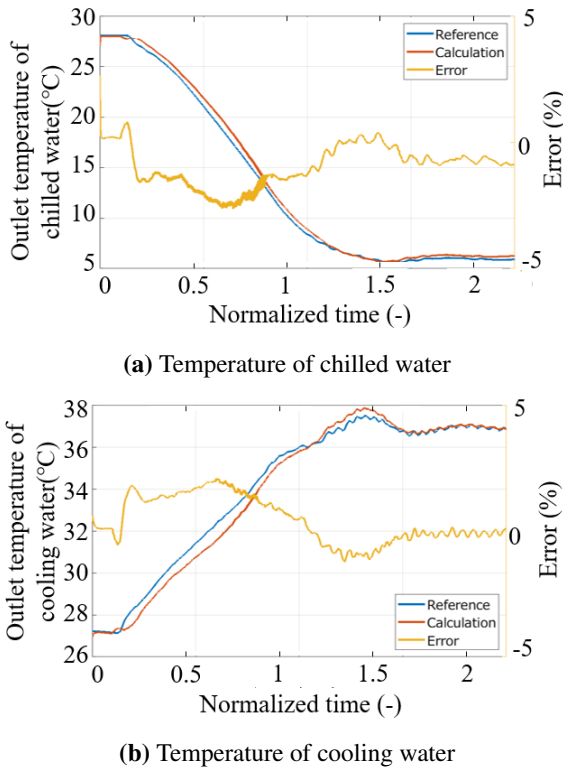 30
25
20
15
10
5
Outlet temperature of
chilled water(°C)
5
0
-5
Error (%)
Reference
Calculation
Error
0
0.5
1
1.5
2
Normalized time (-)
(a) Temperature of chilled water
38
36
34
32
30
28
26
Outlet temperature of
cooling water(°C)
5
0
-5
Error (%)
Reference
Calculation
Error
0
0.5
1
1.5
2
Normalized time (-)
(b) Temperature of cooling water